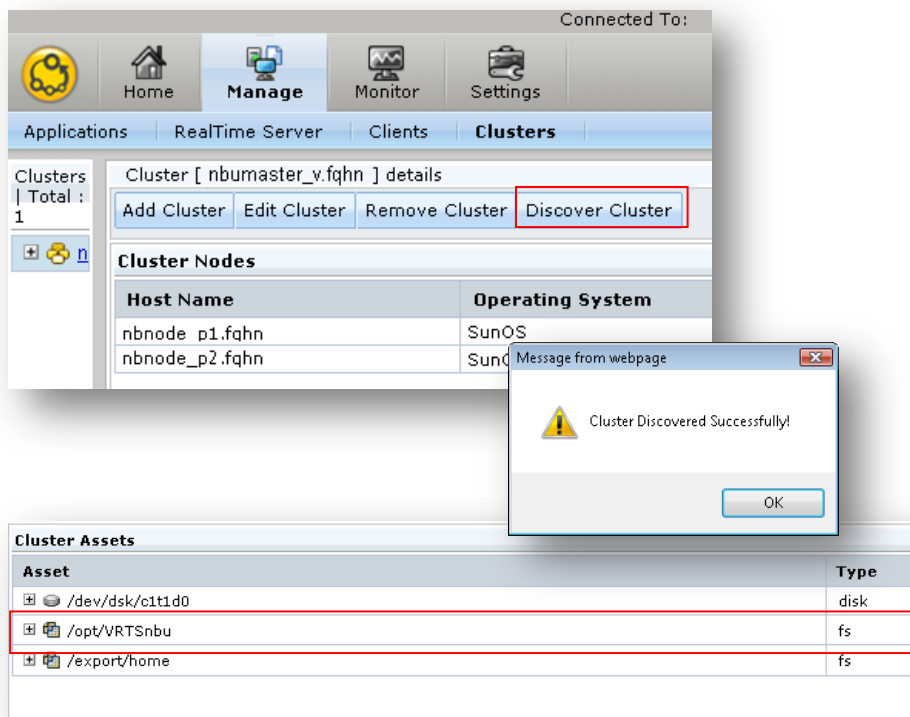 Connected To:
Home Manage Monitor Settings
Applications RealTime Server Clients Clusters
Clusters
| Total :
1
n
Cluster [ nbumaster_v.fqhn ] details
Add Cluster Edit Cluster Remove Cluster Discover Cluster
Cluster Nodes
Host Name Operating System
nbnode_p1.fqhn SunOS
nbnode_p2.fqhn
Message from webpage
Cluster Discovered Successfully!
OK
Cluster Assets
Asset Type
/dev/dsk/c1t1d0 disk
/opt/VRTSnbu fs
/export/home fs